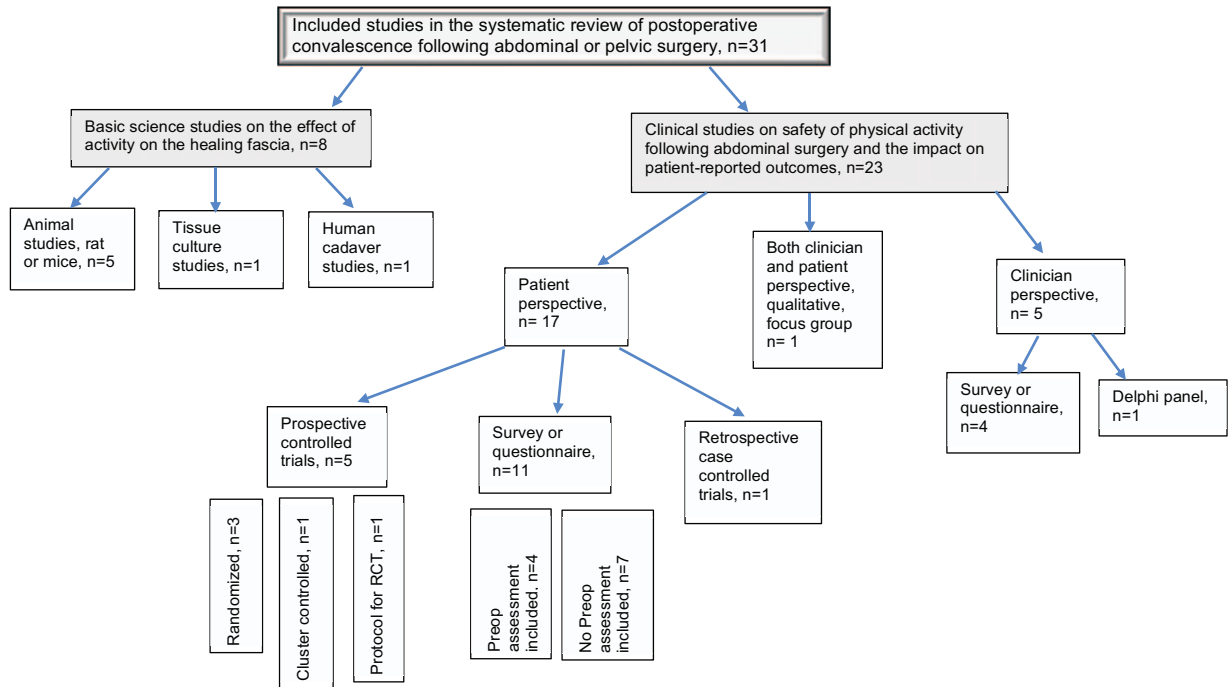 Included studies in the systematic review of postoperative
convalescence following abdominal or pelvic surgery, n=31
Basic science studies on the effect of
activity on the healing fascia, n=8
Clinical studies on safety of physical activity
following abdominal surgery and the impact on
patient-reported outcomes, n=23
Animal
studies, rat
or mice, n=5
Tissue
culture
studies, n=1
Human
cadaver
studies, n=1
Patient
perspective,
n= 17
Both clinician
and patient
perspective,
qualitative,
focus group
n= 1
Clinician
perspective,
n= 5
Survey or
questionnaire,
n=4
Delphi panel,
n=1
Prospective
controlled
trials, n=5
Survey or
questionnaire,
n=11
Retrospective
case
controlled
trials, n=1
Randomized, n=3
Cluster controlled, n=1
Protocol for RCT, n=1
Preop
assessment
included. n=4
No Preop
assessment
included, n=7